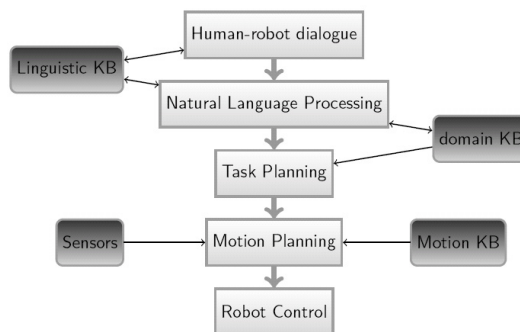 Human-robot dialogue
Linguistic KB
Natural Language Processing
domain KB
Task Planning
Sensors
Motion Planning
Motion KB
Robot Control